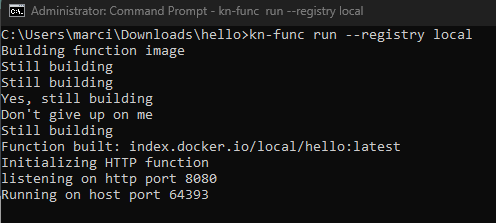 Administrator: Command Prompt - kn-func run --registry local
C:\Users\marci\Downloads\hello>kn-func run --registry local
Building function image
Still building
Still building
Yes, still building
Don't give up on me
Still building
Function built: index.docker.io/local/hello:latest
Initializing HTTP function
listening on http port 8080
Running on host port 64393